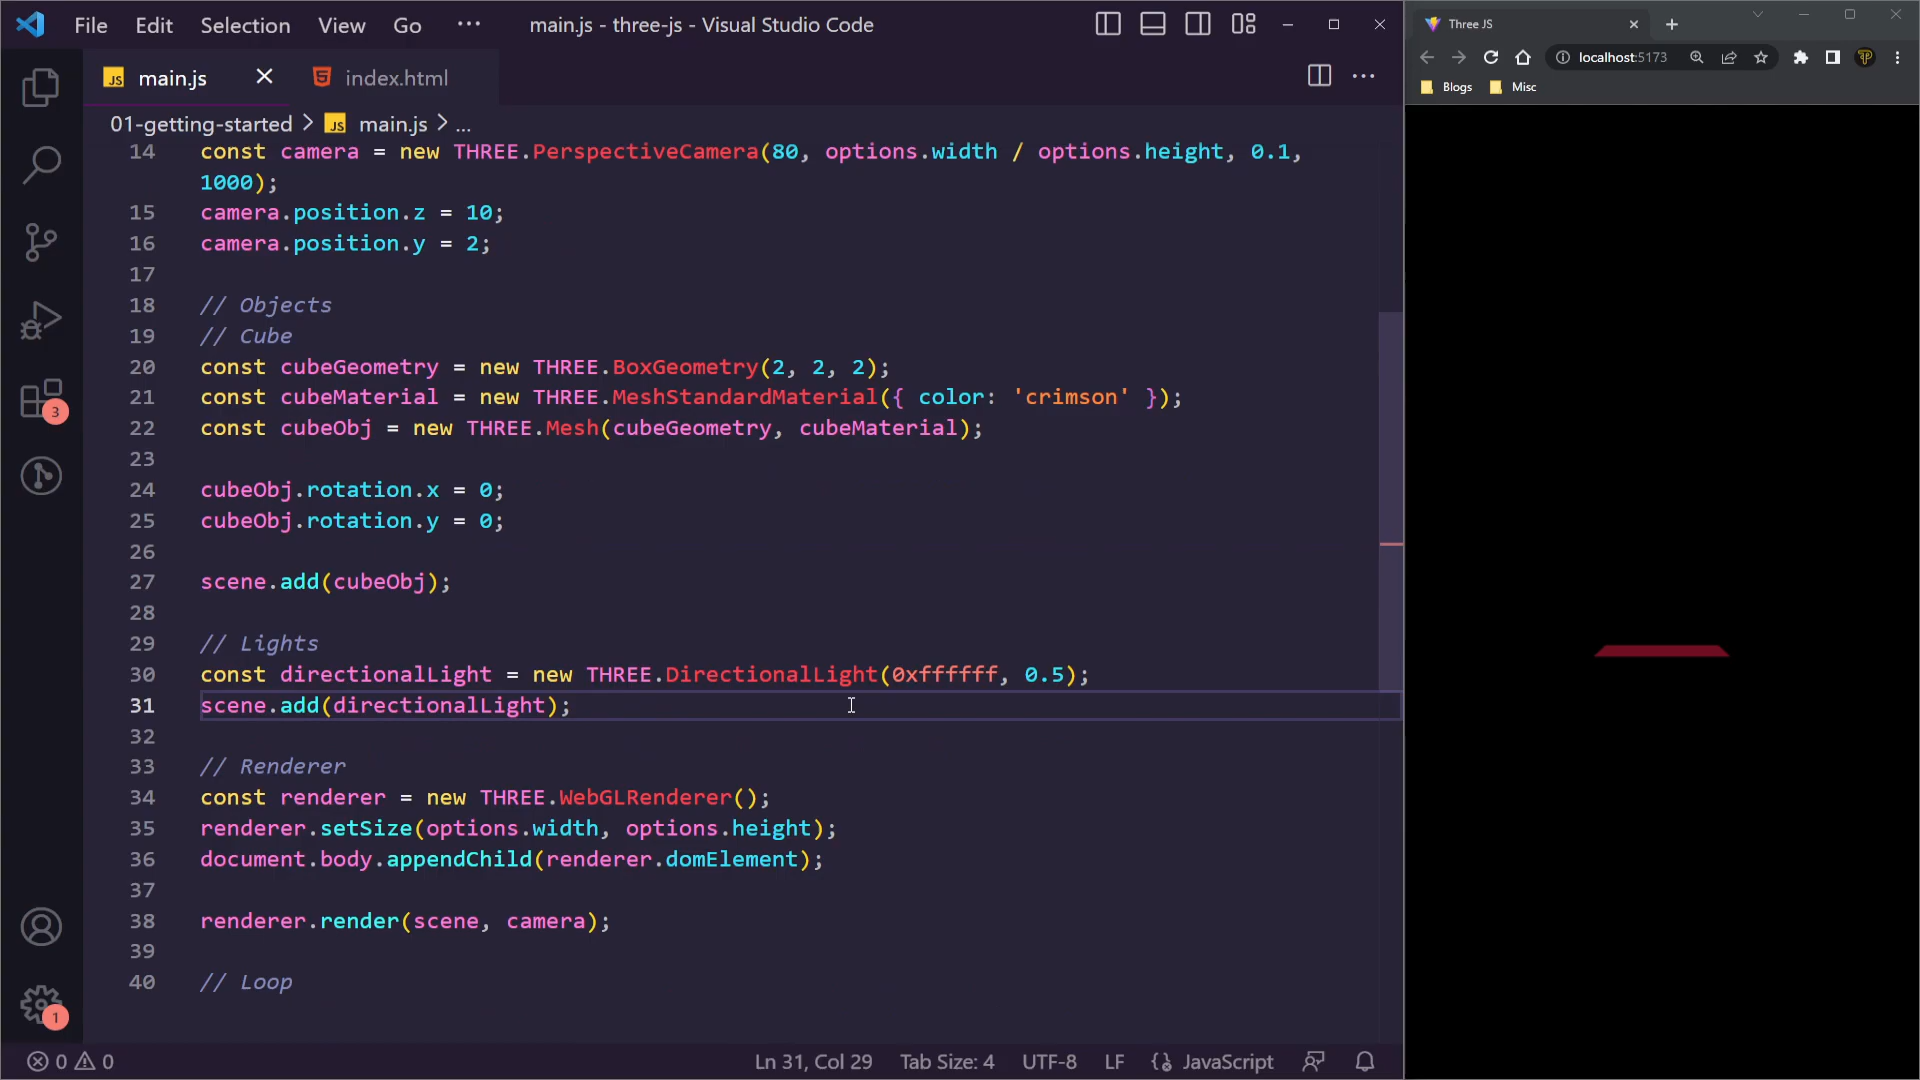 File Edit Selection View Go ··· main.js - three-js - Visual Studio Code
JS main.js index.html
01-getting-started > JS main.js > ...
14 const camera = new THREE.PerspectiveCamera(80, options.width / options.height, 0.1,
1000);
15 camera.position.z = 10;
16 camera.position.y = 2;
17
18 // Objects
19 // Cube
20 const cubeGeometry = new THREE.BoxGeometry(2, 2, 2);
21 const cubeMaterial = new THREE.MeshStandardMaterial({ color: 'crimson' });
22 const cubeObj = new THREE.Mesh(cubeGeometry, cubeMaterial);
23
24 cubeObj.rotation.x = 0;
25 cubeObj.rotation.y = 0;
26
27 scene.add(cubeObj);
28
29 // Lights
30 const directionalLight = new THREE.DirectionalLight(0xffffff, 0.5);
31 scene.add(directionalLight);
32
33 // Renderer
34 const renderer = new THREE.WebGLRenderer();
35 renderer.setSize(options.width, options.height);
36 document.body.appendChild(renderer.domElement);
37
38 renderer.render(scene, camera);
39
40 // Loop
3
1
0 0 Ln 31, Col 29 Tab Size: 4 UTF-8 LF JavaScript
Three JS
localhost:5173
Blogs Misc